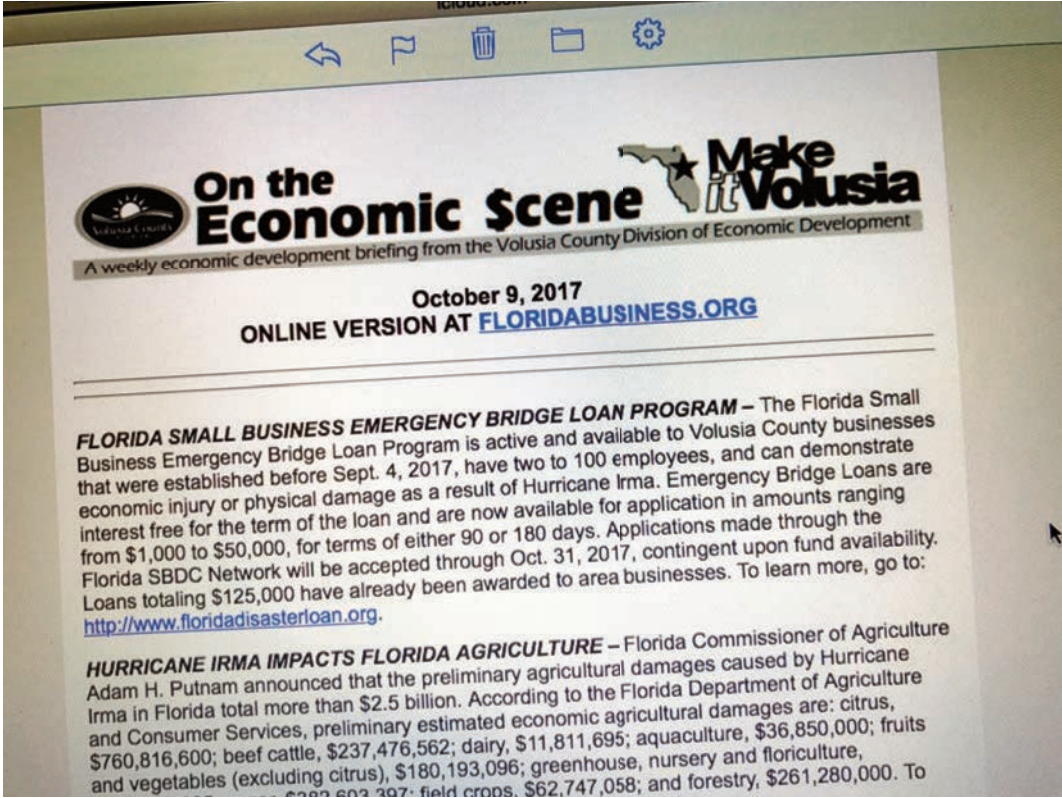 icloud.com
On the
Economic $cene
Make
it Volusia
Volusia County
A weekly economic development briefing from the Volusia County Division of Economic Development
October 9, 2017
ONLINE VERSION AT FLORIDABUSINESS.ORG
FLORIDA SMALL BUSINESS EMERGENCY BRIDGE LOAN PROGRAM – The Florida Small
Business Emergency Bridge Loan Program is active and available to Volusia County businesses
that were established before Sept. 4, 2017, have two to 100 employees, and can demonstrate
economic injury or physical damage as a result of Hurricane Irma. Emergency Bridge Loans are
interest free for the term of the loan and are now available for application in amounts ranging
from $1,000 to $50,000, for terms of either 90 or 180 days. Applications made through the
Florida SBDC Network will be accepted through Oct. 31, 2017, contingent upon fund availability.
Loans totaling $125,000 have already been awarded to area businesses. To learn more, go to:
http://www.floridadisasterloan.org.
HURRICANE IRMA IMPACTS FLORIDA AGRICULTURE – Florida Commissioner of Agriculture
Adam H. Putnam announced that the preliminary agricultural damages caused by Hurricane
Irma in Florida total more than $2.5 billion. According to the Florida Department of Agriculture
and Consumer Services, preliminary estimated economic agricultural damages are: citrus,
$760,816,600; beef cattle, $237,476,562; dairy, $11,811,695; aquaculture, $36,850,000; fruits
and vegetables (excluding citrus), $180,193,096; greenhouse, nursery and floriculture,
$382,603,397; field crops, $62,747,058; and forestry, $261,280,000. To